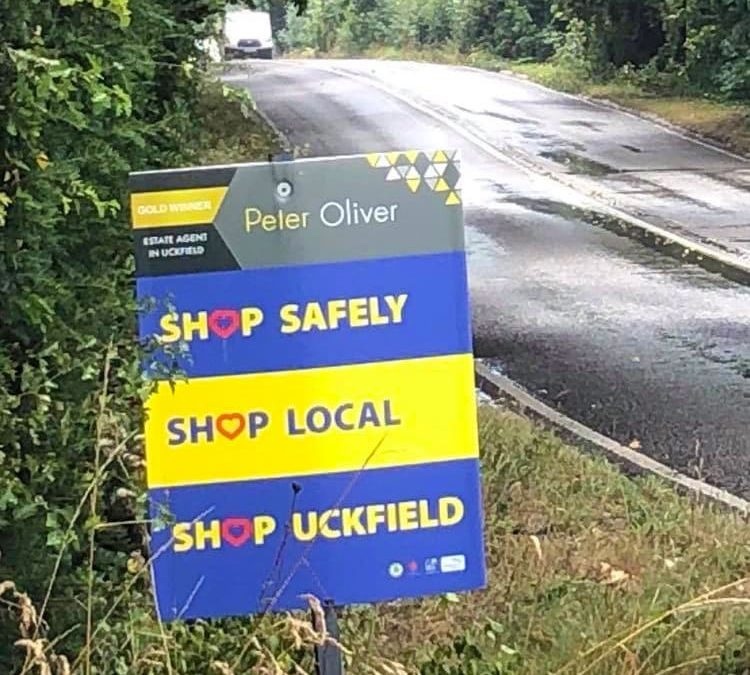 GOLD WINNER
ESTATE AGENT
IN UCKFIELD
Peter Oliver
SHOP SAFELY
SHOP LOCAL
SHOP UCKFIELD